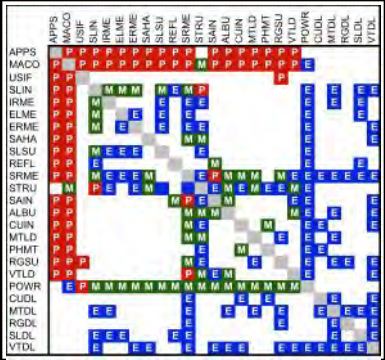 APPS MACO USIF SLIN IRME ELME ERME SAHA SLSU REFL SRME STRU SAIN ALBU CUIN MTLD PHMT RGSU VTLD POWR CUDL MTDL RGDL SLDL VTDL
APPS P P P P P P P P P P P P P P P P P P
MACO P P P P P P P P P M P P P P P P P E
USIF P P P
SLIN P P M M M M E M P E E E E
IRME P P M E E E E E
ELME P P M E E E E
ERME P P M E E E E E
SAHA P P M E
SLSU P P E E E E M E
REFL P P M E
SRME P P M E E E M E P M M M E M E E E E E E
STRU M P E E M E M E M E E M E
SAIN P P M P E M E
ALBU P P M M E M M E
CUIN P P M E M E E E
MTLD P P M M E E E
PHMT P P M M E E
RGSU P P P M E E E E
VTLD P P P M E M E E
POWR E P M M M M M M M M M M M M M M M M
CUDL E E E E E
MTDL E E E E E E E E
RGDL E E E E
SLDL E E E E E E
VTDL E E E E E E E E E E E E E